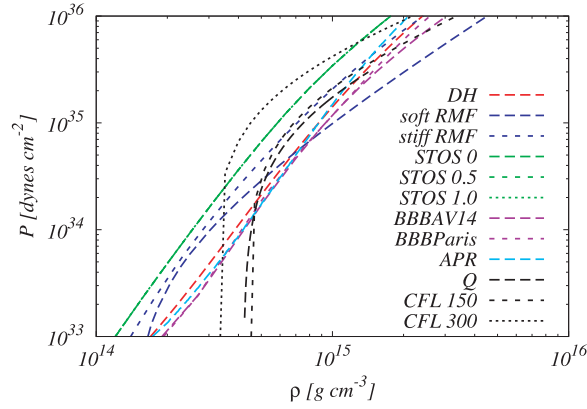 10^36
10^35
10^34
10^33
P [dynes cm^-2]
DH
soft RMF
stiff RMF
STOS 0
STOS 0.5
STOS 1.0
BBBAV14
BBBParis
APR
Q
CFL 150
CFL 300
10^14 10^15 10^16
ρ [g cm^-3]